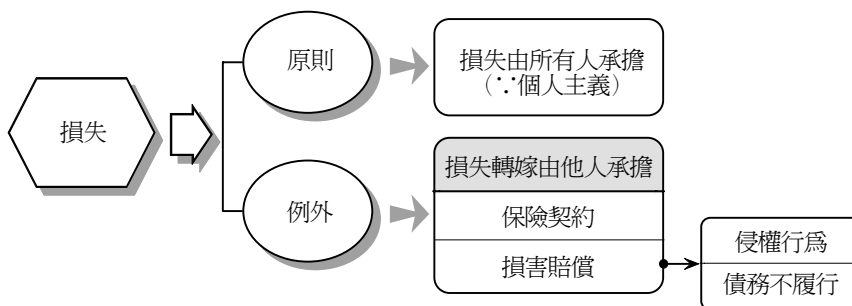 損失
原則
損失由所有人承擔
（∵個人主義）
例外
損失轉嫁由他人承擔
保險契約
損害賠償
侵權行爲
債務不履行